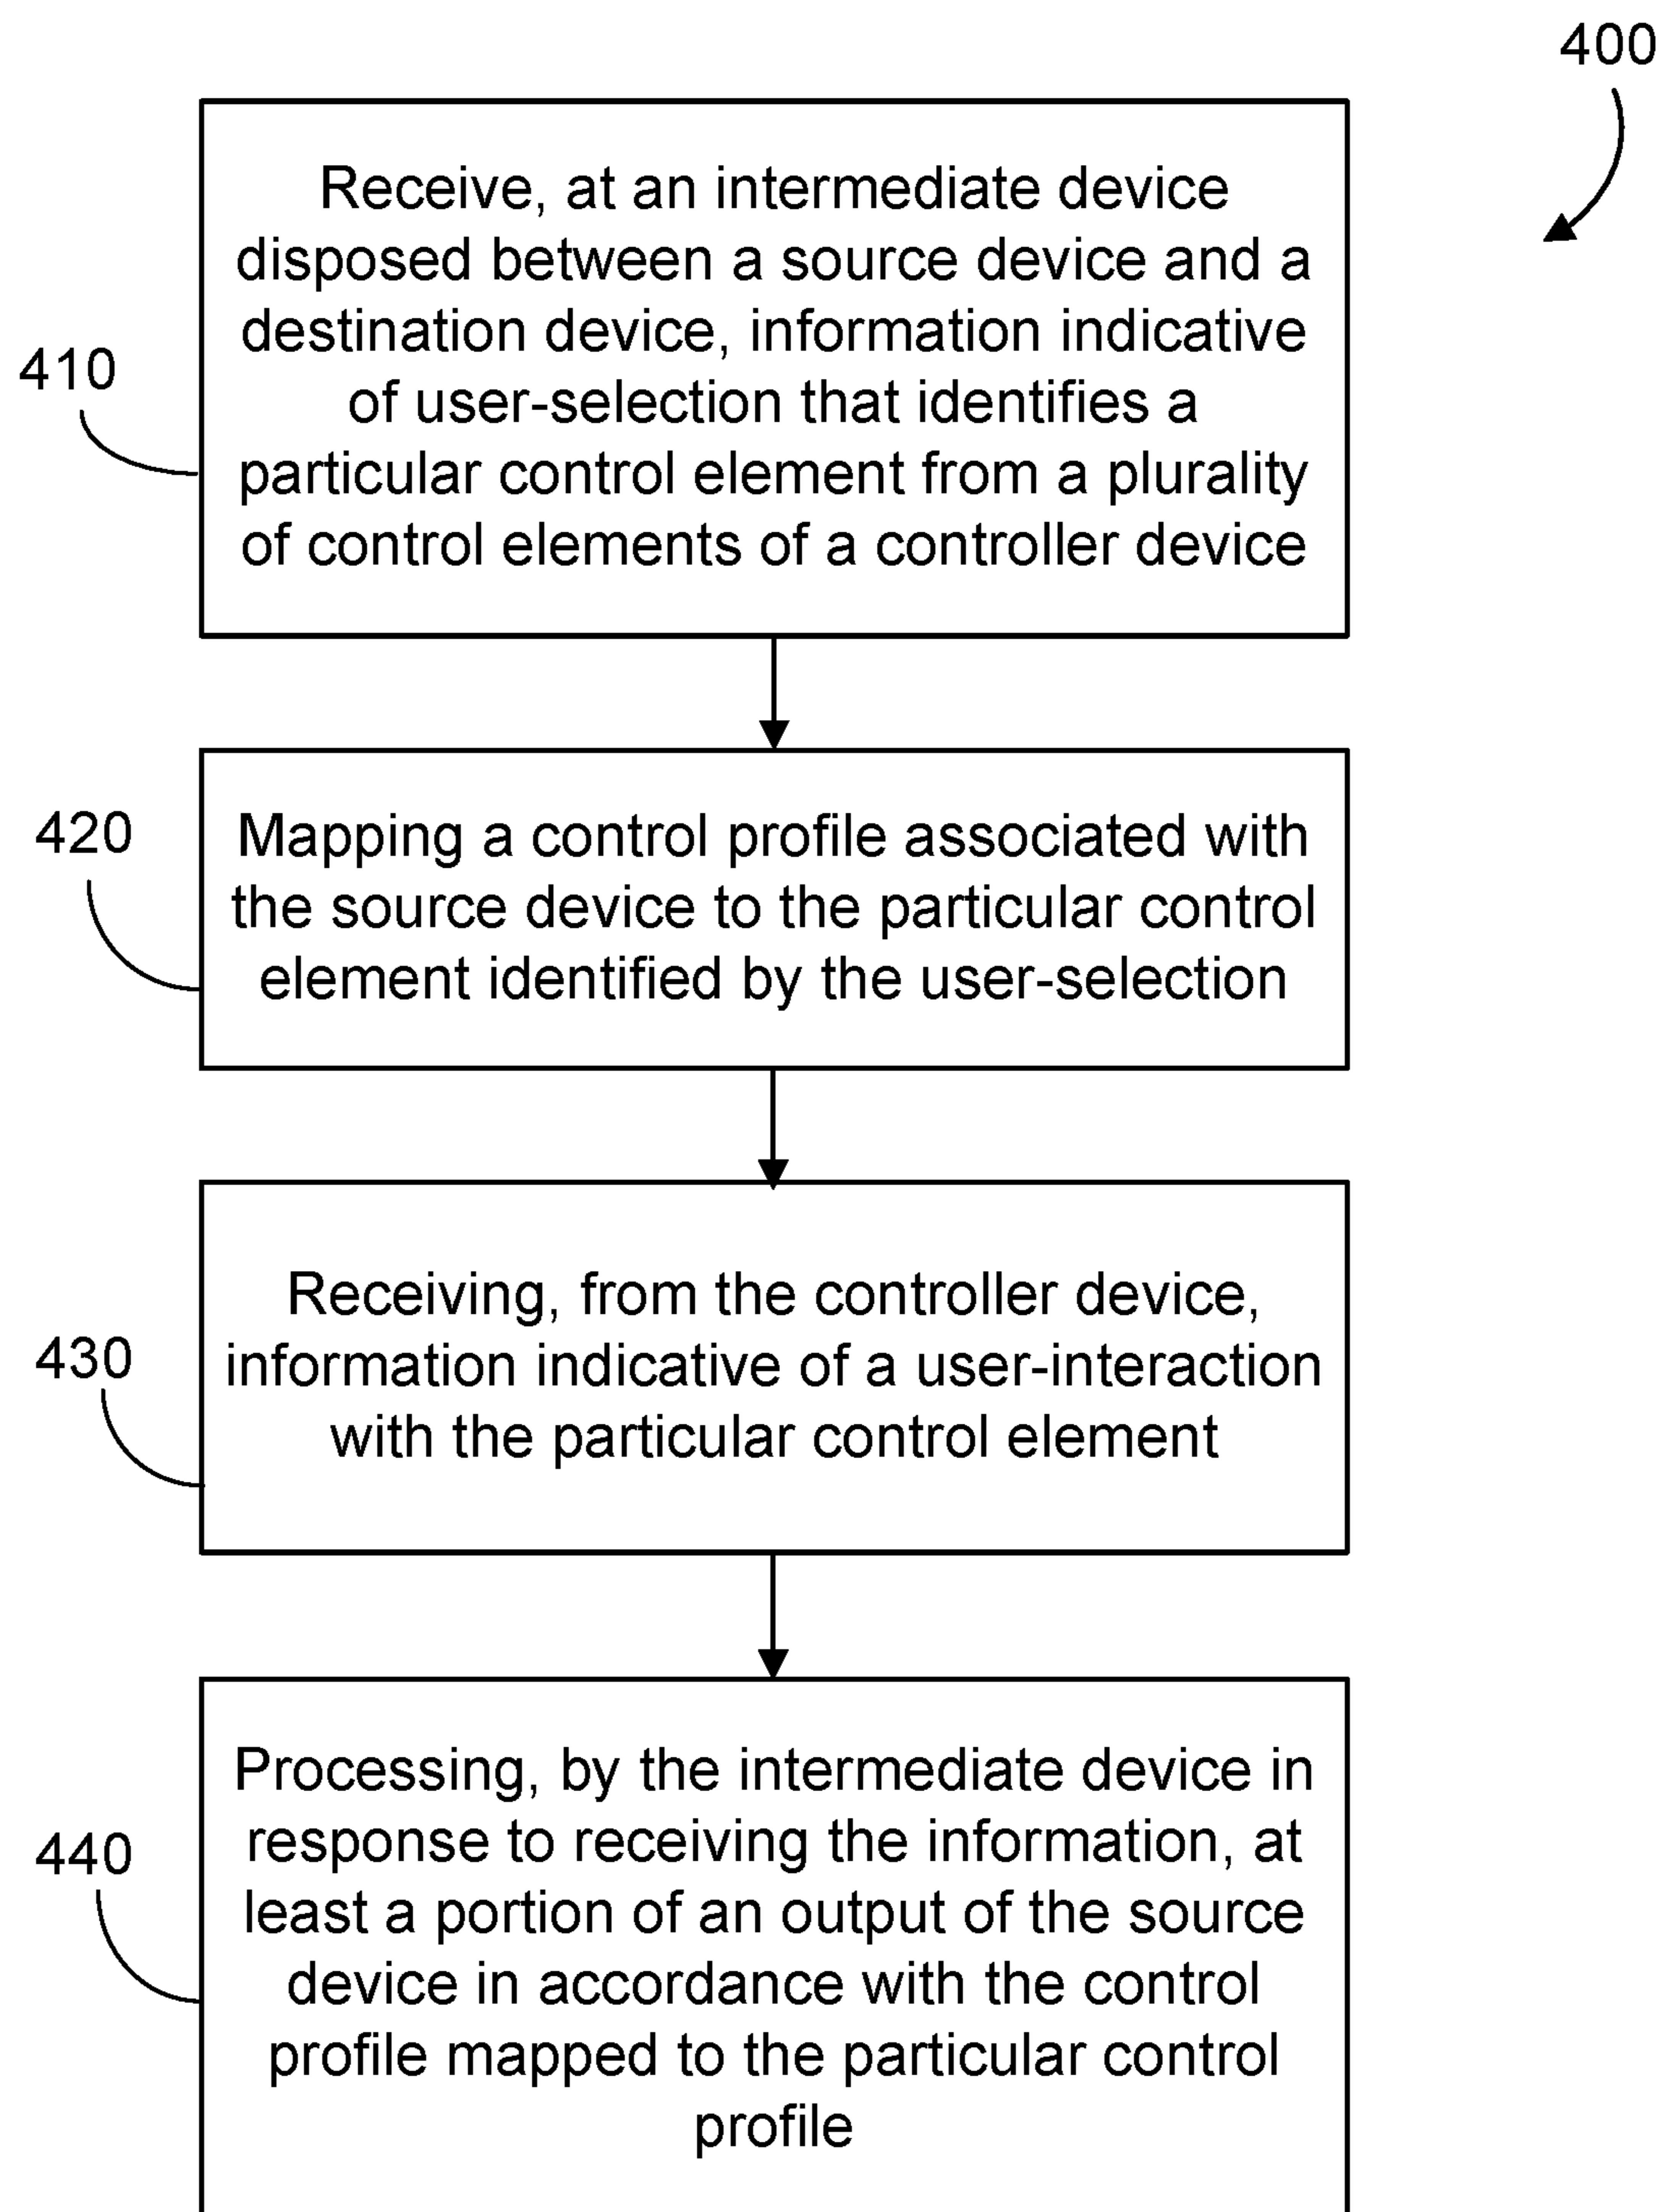 400
Receive, at an intermediate device
disposed between a source device and a
destination device, information indicative
of user-selection that identifies a
particular control element from a plurality
of control elements of a controller device
410
Mapping a control profile associated with
the source device to the particular control
element identified by the user-selection
420
Receiving, from the controller device,
information indicative of a user-interaction
with the particular control element
430
Processing, by the intermediate device in
response to receiving the information, at
least a portion of an output of the source
device in accordance with the control
profile mapped to the particular control
profile
440